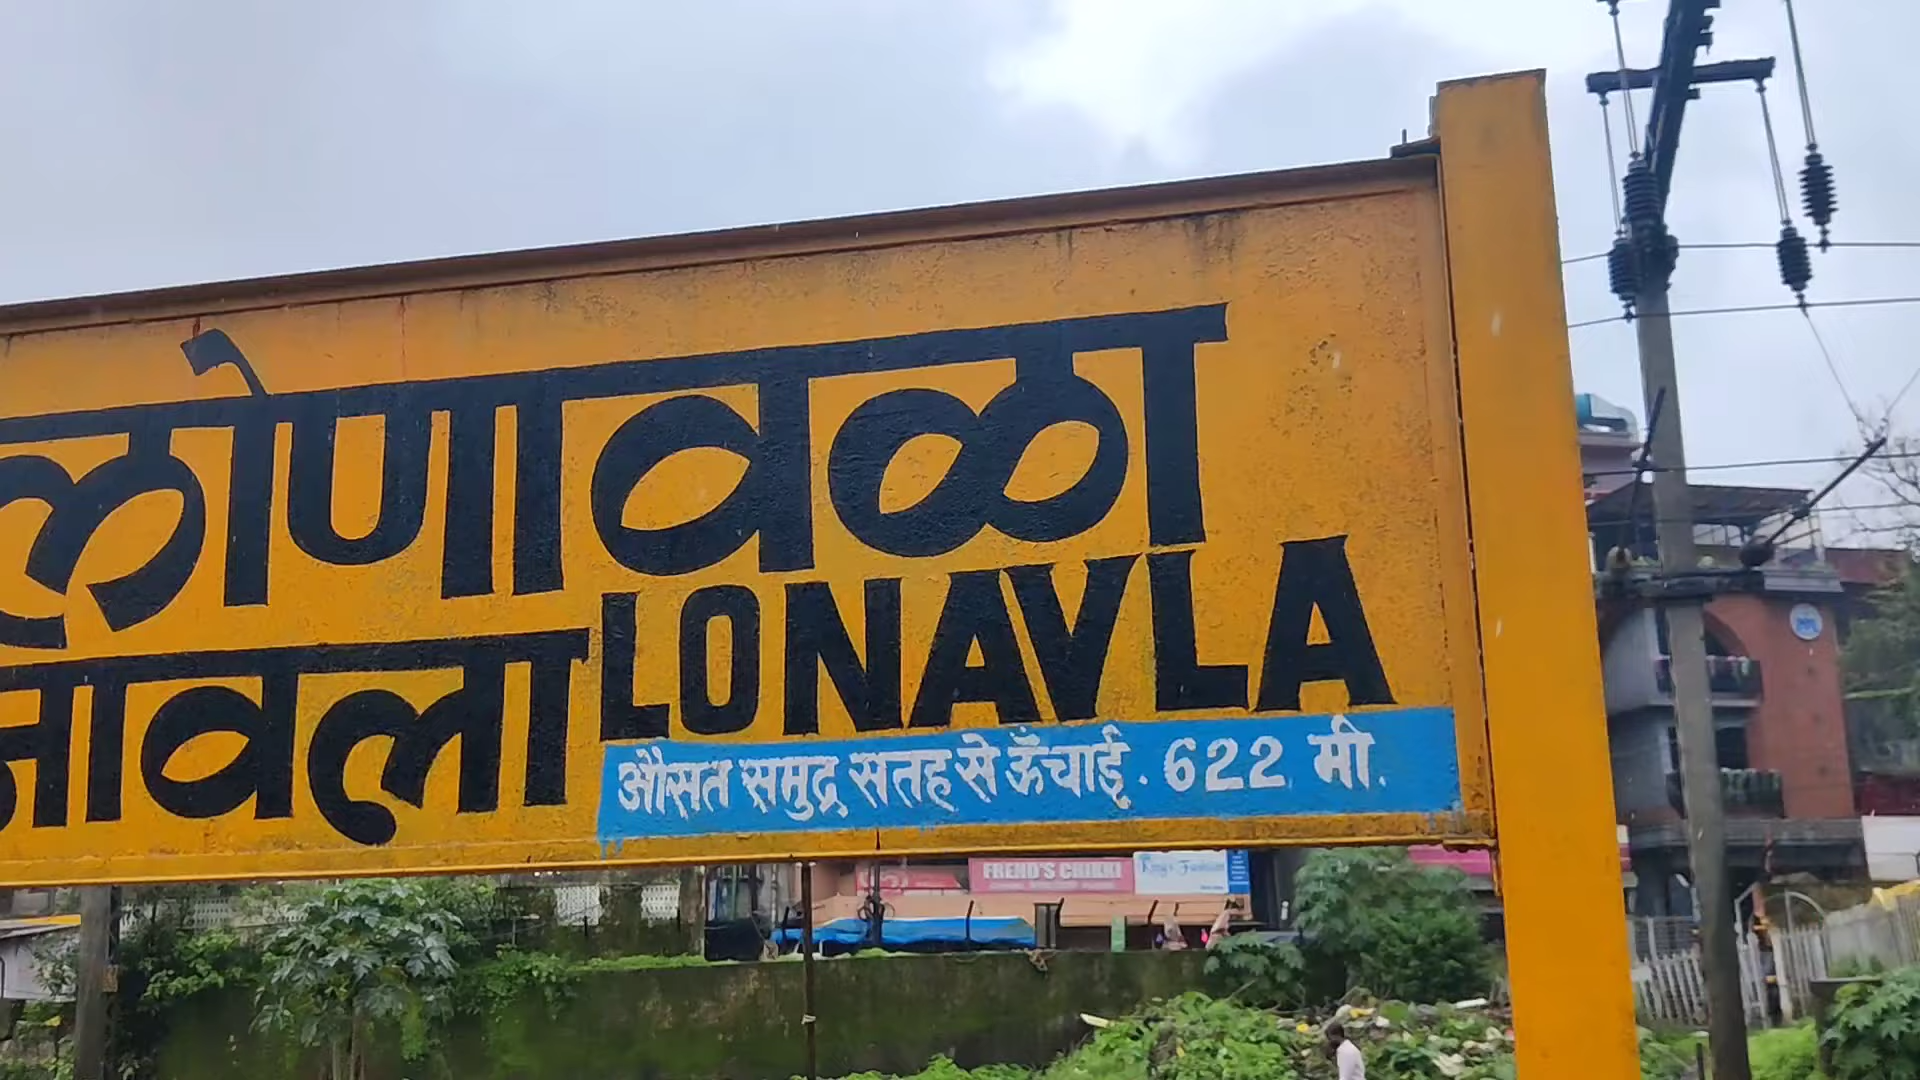 लोणावळा
नावला LONAVLA
औसत समुद्र सतह से ऊँचाई. 622 मी.
FREND'S CHIKKI